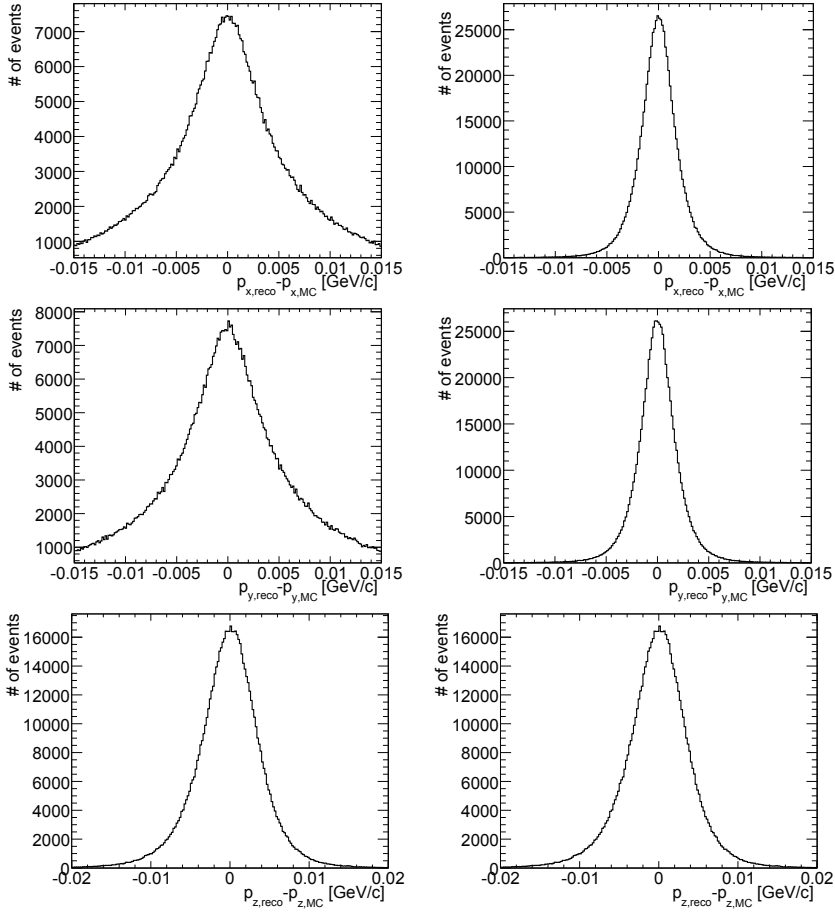 # of events
7000
6000
5000
4000
3000
2000
1000
-0.015 -0.01 -0.005 0 0.005 0.01 0.015
p_x,reco-p_x,MC [GeV/c]
# of events
25000
20000
15000
10000
5000
0
-0.015 -0.01 -0.005 0 0.005 0.01 0.015
p_x,reco-p_x,MC [GeV/c]
# of events
8000
7000
6000
5000
4000
3000
2000
1000
-0.015 -0.01 -0.005 0 0.005 0.01 0.015
p_y,reco-p_y,MC [GeV/c]
# of events
25000
20000
15000
10000
5000
0
-0.015 -0.01 -0.005 0 0.005 0.01 0.015
p_y,reco-p_y,MC [GeV/c]
# of events
16000
14000
12000
10000
8000
6000
4000
2000
0
-0.02 -0.01 0 0.01 0.02
p_z,reco-p_z,MC [GeV/c]
# of events
16000
14000
12000
10000
8000
6000
4000
2000
0
-0.02 -0.01 0 0.01 0.02
p_z,reco-p_z,MC [GeV/c]